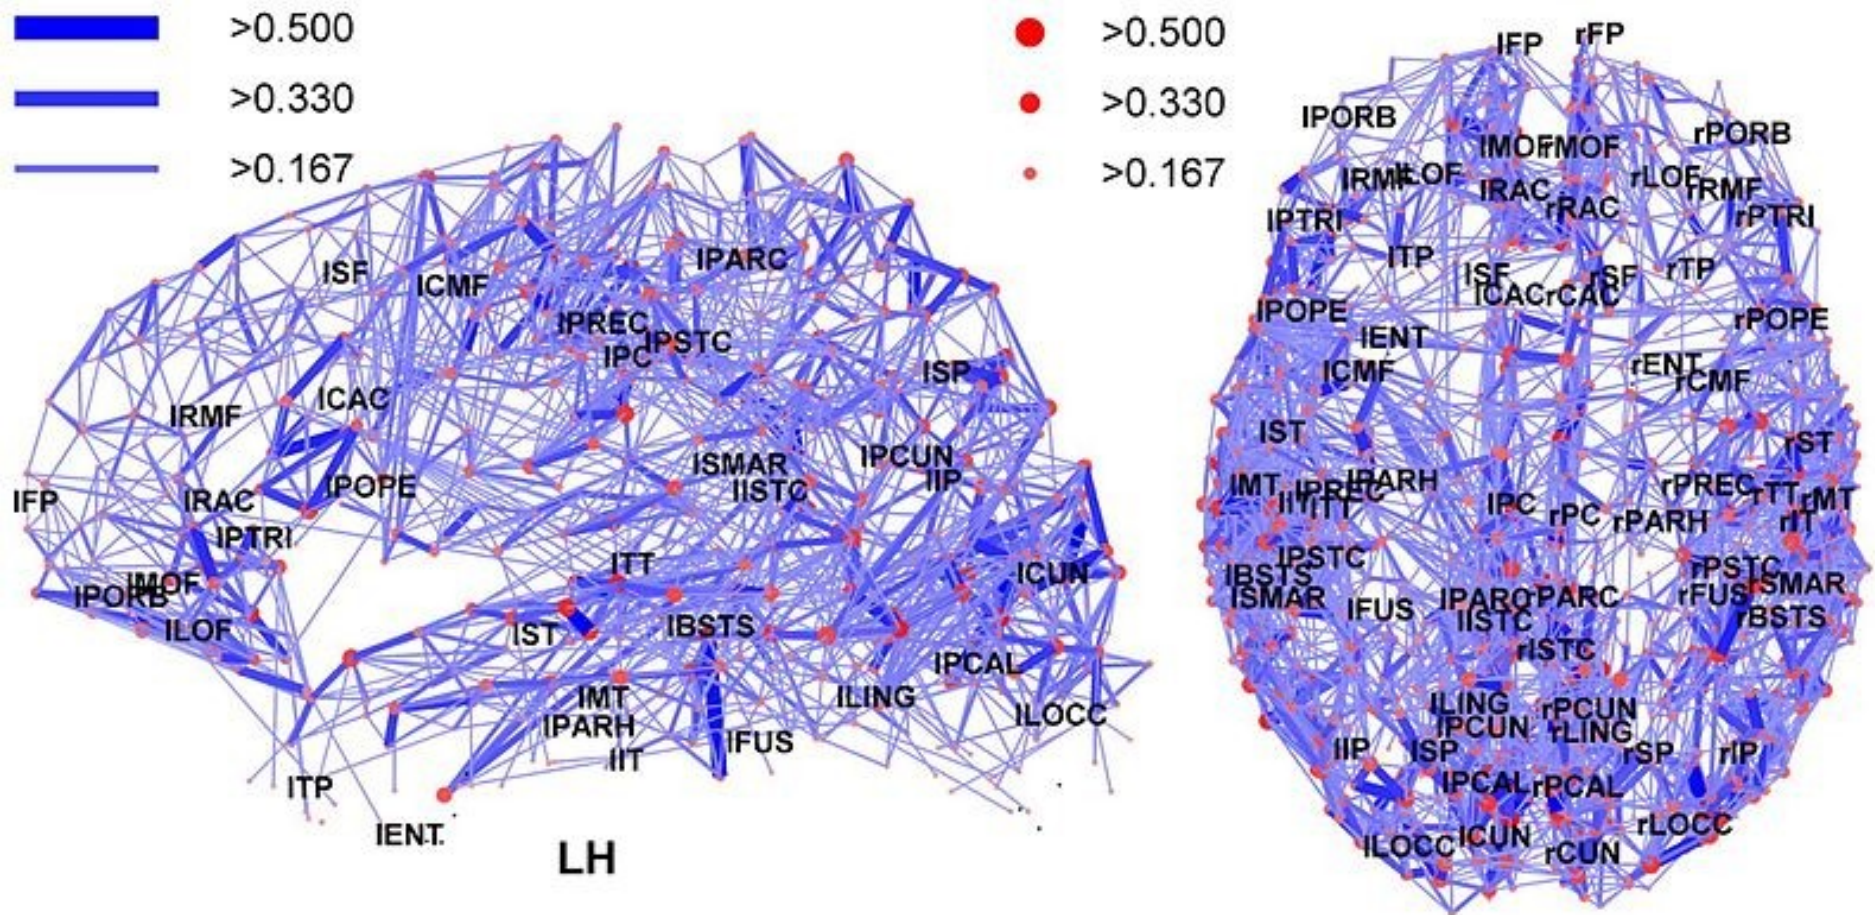 >0.500
>0.330
>0.167
>0.500
>0.330
>0.167
lSF
lCMF
lPARC
lPREC
lPSTC
lPC
lSP
lRMF
lCAC
lPOPE
lSMAR
lISTC
lPCUN
lIP
lFP
lRAC
lPTRI
lPORB
lMOF
lLOF
lTT
lCUN
lST
lBSTS
lPCAL
lMT
lPARH
lIT
lFUS
lLING
lLOCC
lTP
lENT
LH
lFP rFP
lPORB rPORB
lMOF rMOF
lRMF lLOF lRAC rRAC rLOF rRMF
lPTRI rPTRI
lTP lSF rSF rTP
lCAC rCAC
lPOPE rPOPE
lENT rENT
lCMF rCMF
lST rST
lMT lPREC lPARH rPREC rTT rMT
lIT lTT lPC rPC rPARH rIT
lPSTC rPSTC
lBSTS rSMAR
lSMAR lFUS lPARC rPARC rFUS rBSTS
lISTC
rISTC
lLING rPCUN
lPCUN rLING
lIP lSP rSP rIP
lPCAL rPCAL
lLOCC lCUN rCUN rLOCC